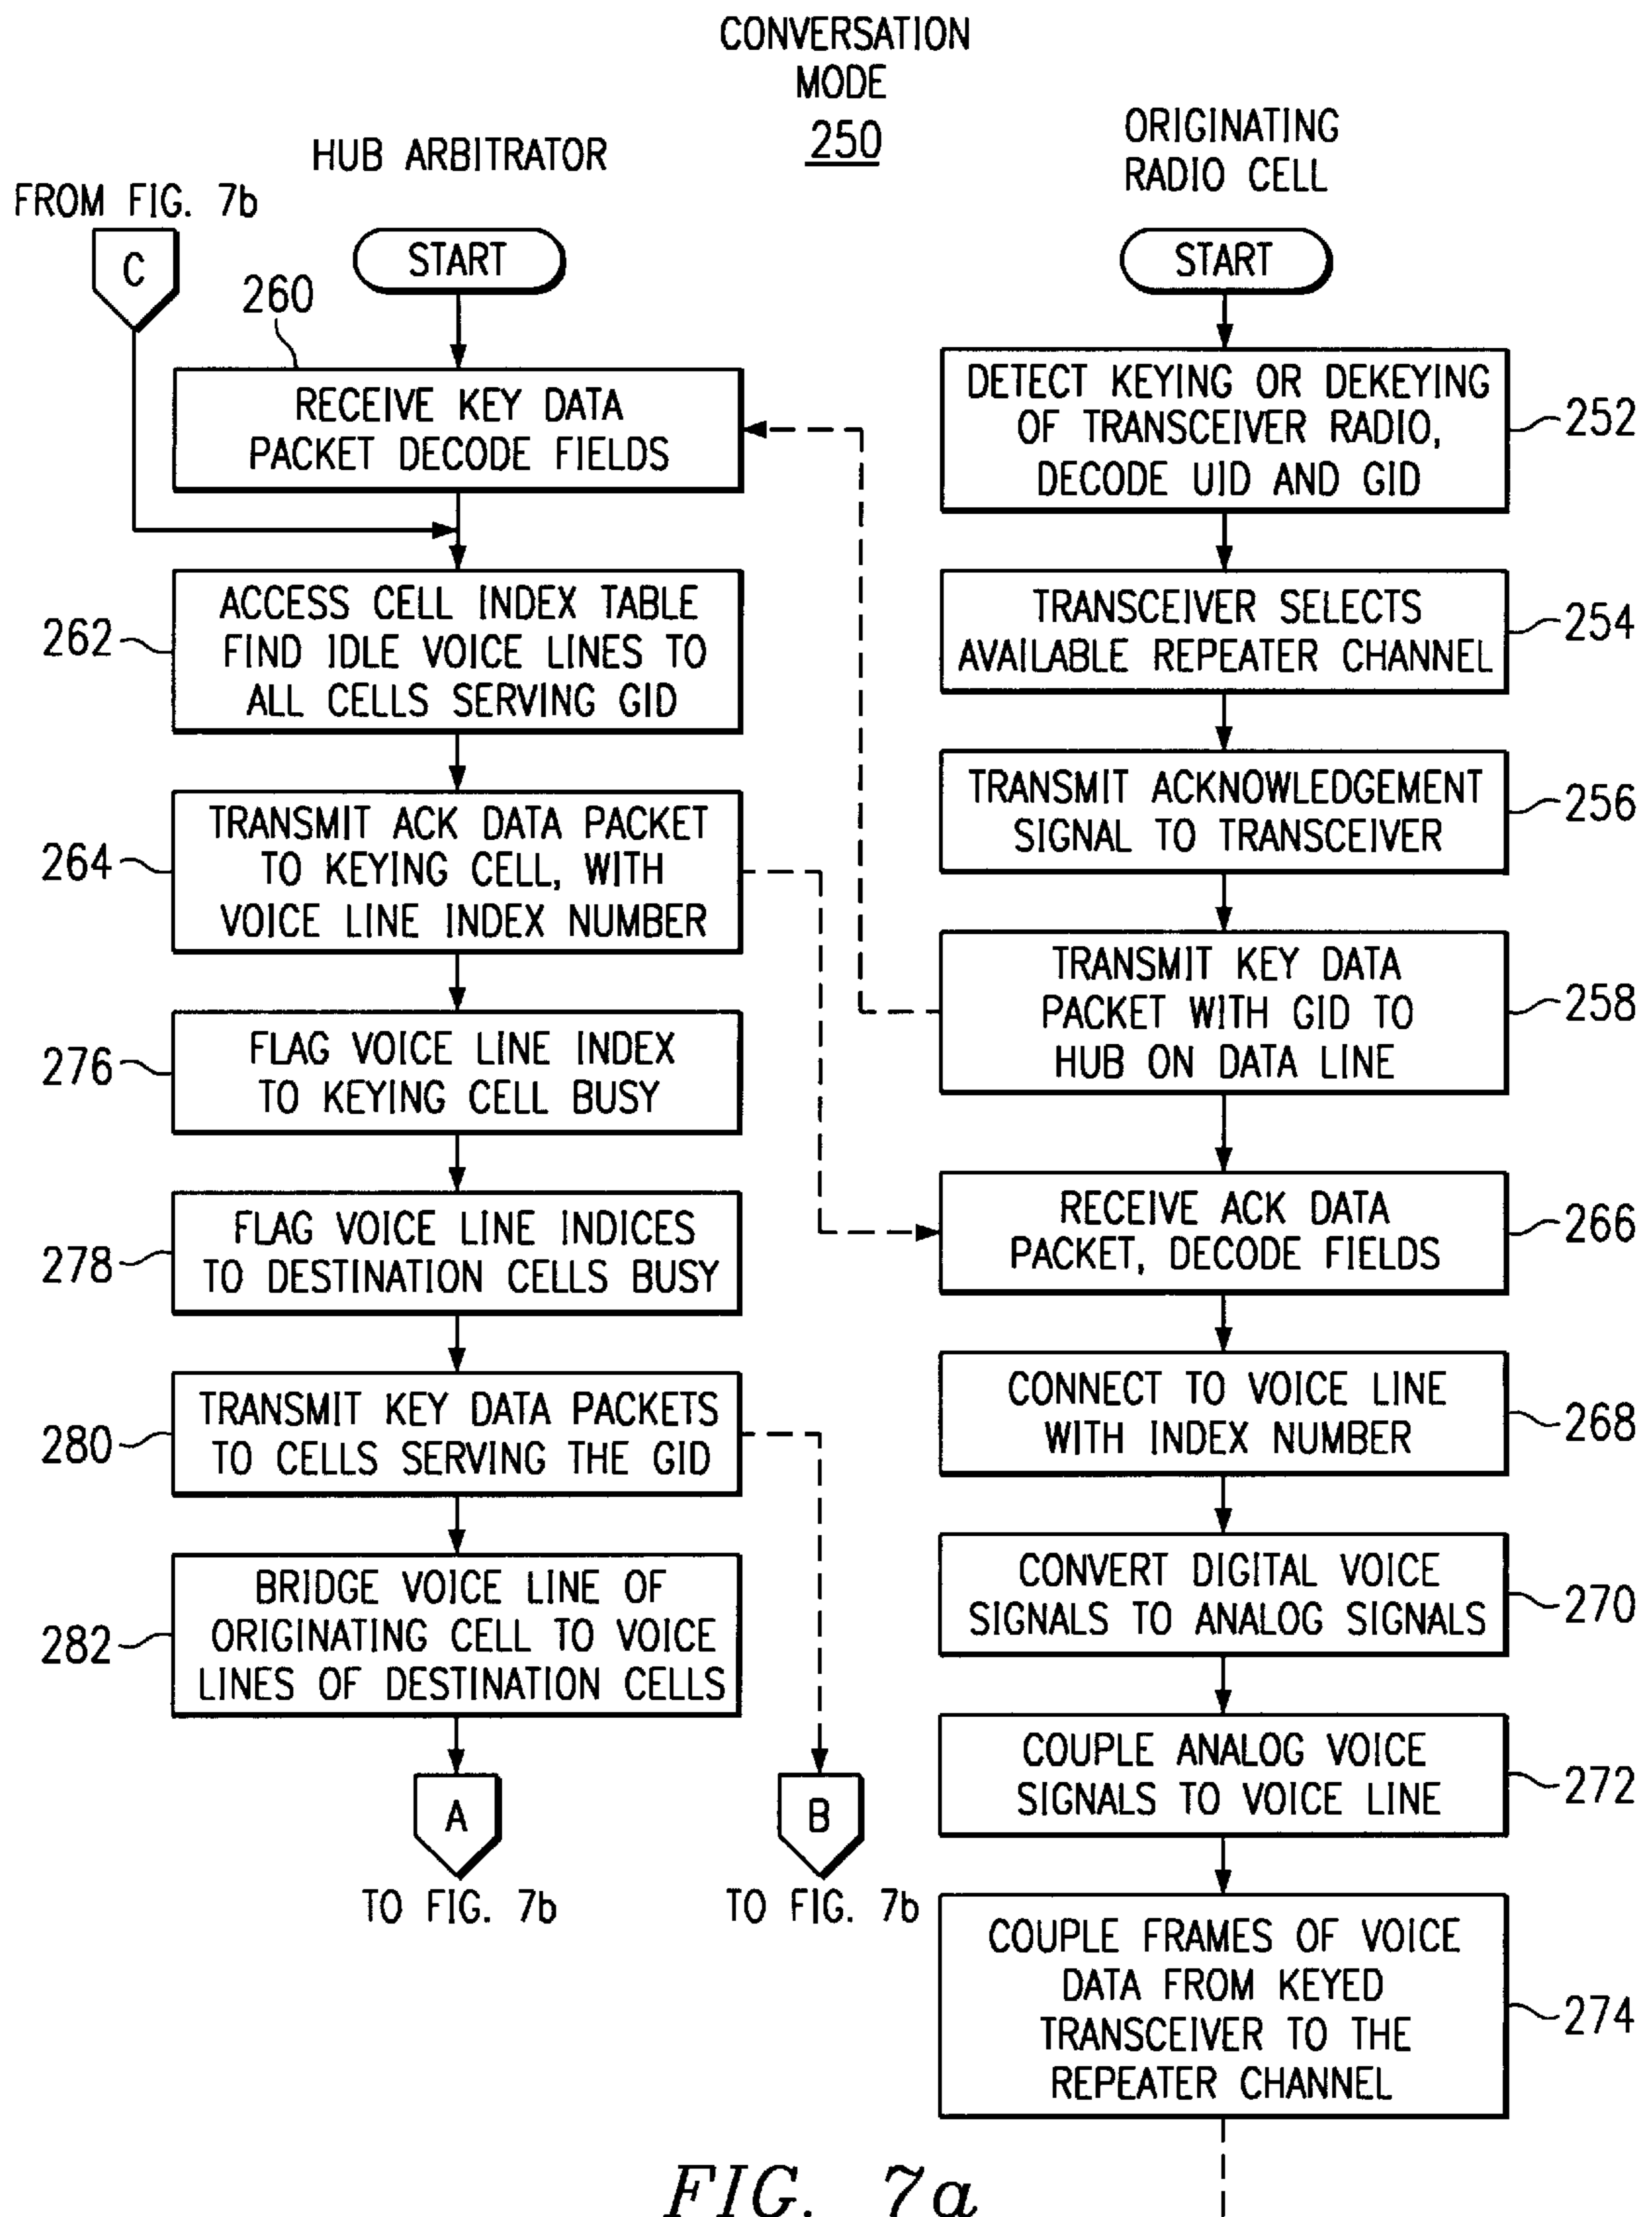 CONVERSATION
MODE
250
HUB ARBITRATOR
FROM FIG. 7b
C
START
260
RECEIVE KEY DATA
PACKET DECODE FIELDS
262
ACCESS CELL INDEX TABLE
FIND IDLE VOICE LINES TO
ALL CELLS SERVING GID
264
TRANSMIT ACK DATA PACKET
TO KEYING CELL, WITH
VOICE LINE INDEX NUMBER
276
FLAG VOICE LINE INDEX
TO KEYING CELL BUSY
278
FLAG VOICE LINE INDICES
TO DESTINATION CELLS BUSY
280
TRANSMIT KEY DATA PACKETS
TO CELLS SERVING THE GID
282
BRIDGE VOICE LINE OF
ORIGINATING CELL TO VOICE
LINES OF DESTINATION CELLS
A
TO FIG. 7b
B
TO FIG. 7b
ORIGINATING
RADIO CELL
START
DETECT KEYING OR DEKEYING
OF TRANSCEIVER RADIO,
DECODE UID AND GID
252
TRANSCEIVER SELECTS
AVAILABLE REPEATER CHANNEL
254
TRANSMIT ACKNOWLEDGEMENT
SIGNAL TO TRANSCEIVER
256
TRANSMIT KEY DATA
PACKET WITH GID TO
HUB ON DATA LINE
258
RECEIVE ACK DATA
PACKET, DECODE FIELDS
266
CONNECT TO VOICE LINE
WITH INDEX NUMBER
268
CONVERT DIGITAL VOICE
SIGNALS TO ANALOG SIGNALS
270
COUPLE ANALOG VOICE
SIGNALS TO VOICE LINE
272
COUPLE FRAMES OF VOICE
DATA FROM KEYED
TRANSCEIVER TO THE
REPEATER CHANNEL
274
FIG. 7a